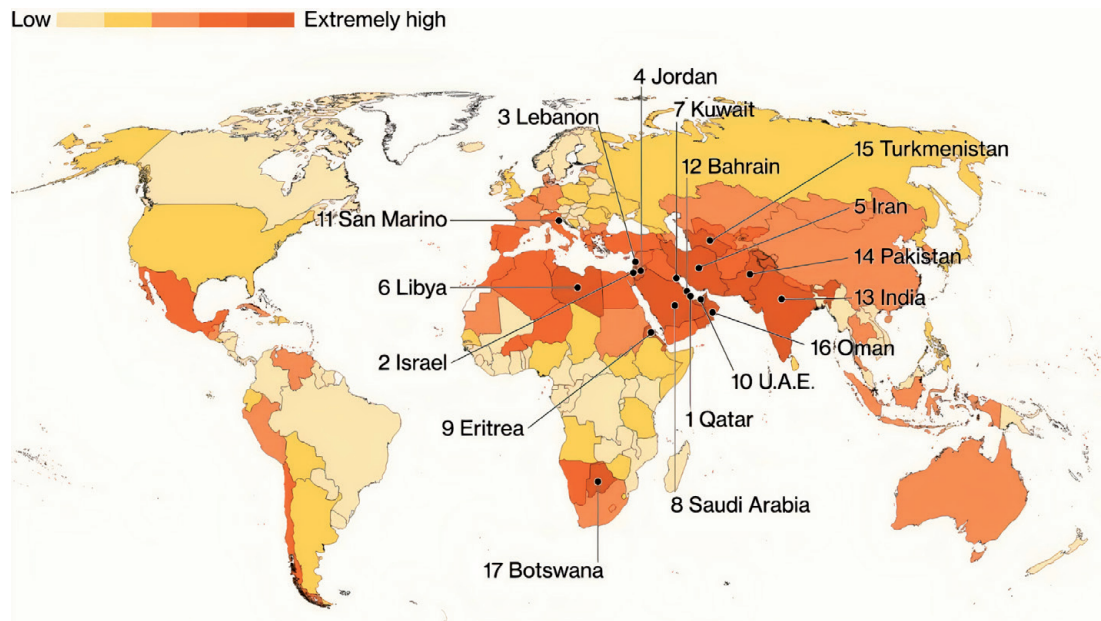 Low Extremely high
4 Jordan
3 Lebanon
7 Kuwait
15 Turkmenistan
12 Bahrain
5 Iran
11 San Marino
14 Pakistan
6 Libya
13 India
16 Oman
2 Israel
10 U.A.E.
1 Qatar
9 Eritrea
8 Saudi Arabia
17 Botswana